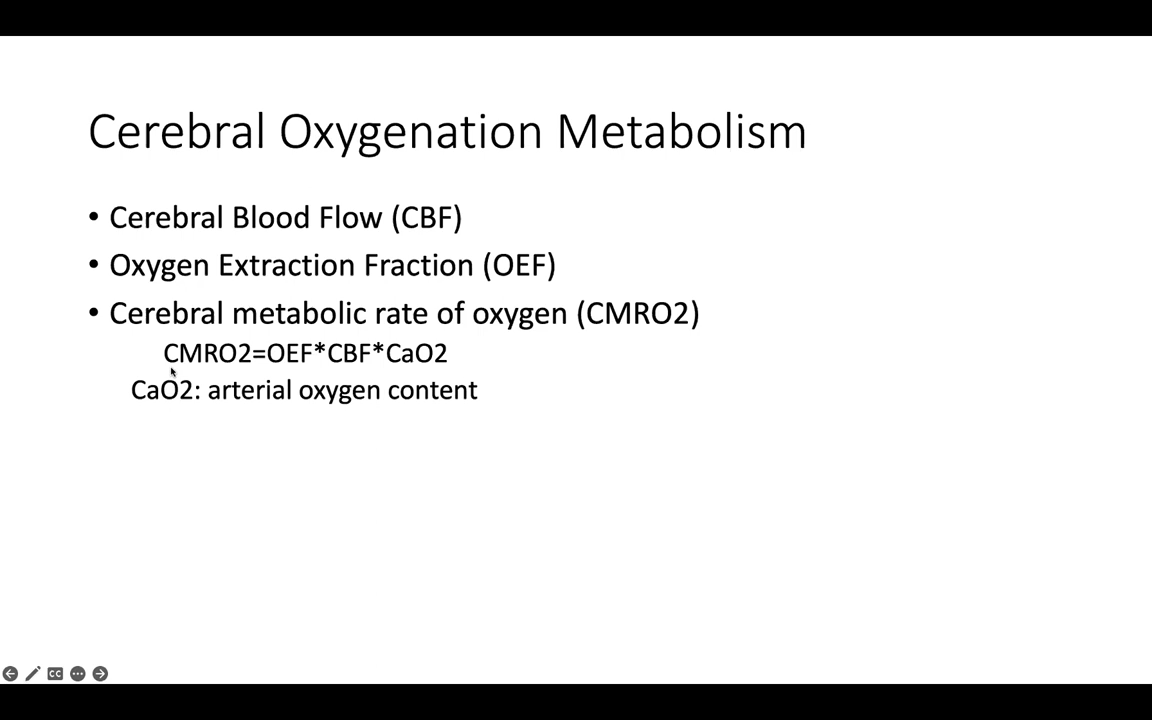 Cerebral Oxygenation Metabolism
• Cerebral Blood Flow (CBF)
• Oxygen Extraction Fraction (OEF)
• Cerebral metabolic rate of oxygen (CMRO2)
CMRO2=OEF*CBF*CaO2
CaO2: arterial oxygen content
CC